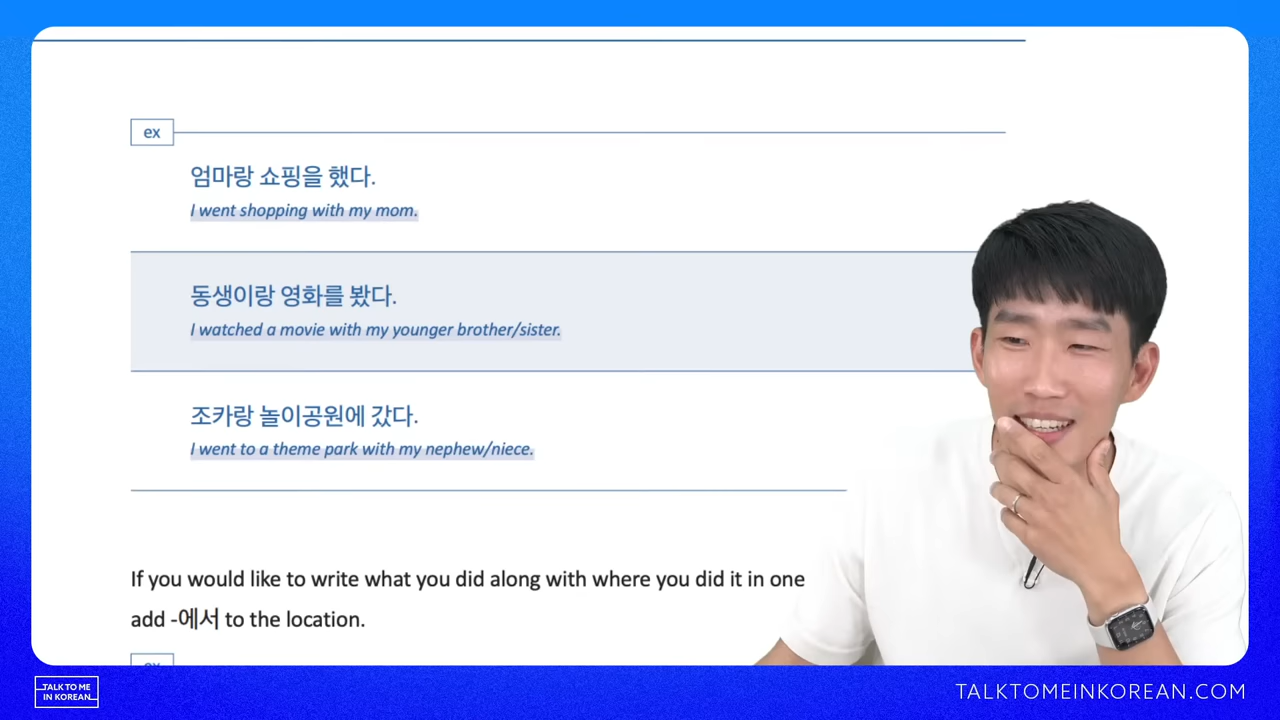 ex
엄마랑 쇼핑을 했다.
I went shopping with my mom.
동생이랑 영화를 봤다.
I watched a movie with my younger brother/sister.
조카랑 놀이공원에 갔다.
I went to a theme park with my nephew/niece.
If you would like to write what you did along with where you did it in one
add -에서 to the location.
ex
TALK TO ME
IN KOREAN
TALKTOMEINKOREAN.COM